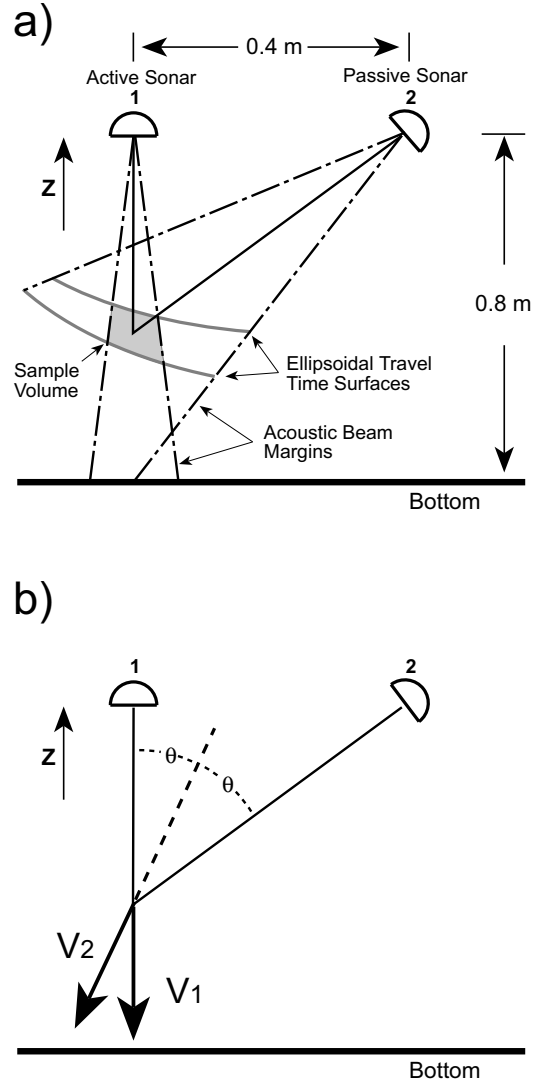 a)
0.4 m
Active Sonar
Passive Sonar
1
2
Z
0.8 m
Sample
Volume
Ellipsoidal Travel
Time Surfaces
Acoustic Beam
Margins
Bottom
b)
1
2
Z
θ
θ
V2
V1
Bottom